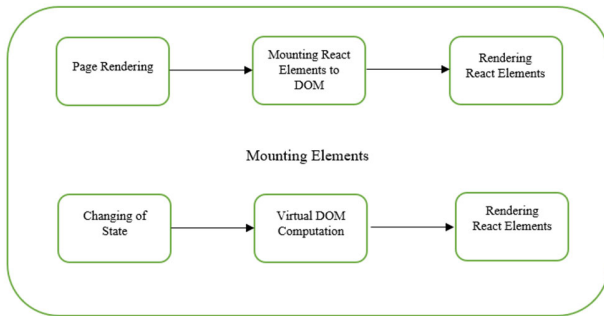 Page Rendering
Mounting React
Elements to
DOM
Rendering
React Elements
Mounting Elements
Changing of
State
Virtual DOM
Computation
Rendering
React Elements